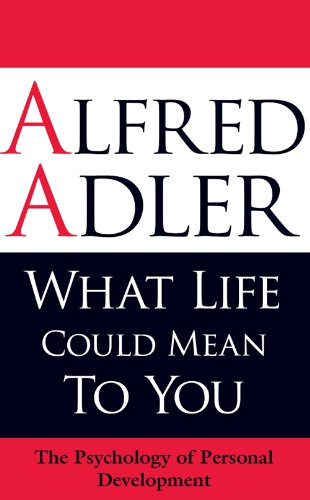 ALFRED
ADLER
WHAT LIFE
COULD MEAN
TO YOU
The Psychology of Personal
Development